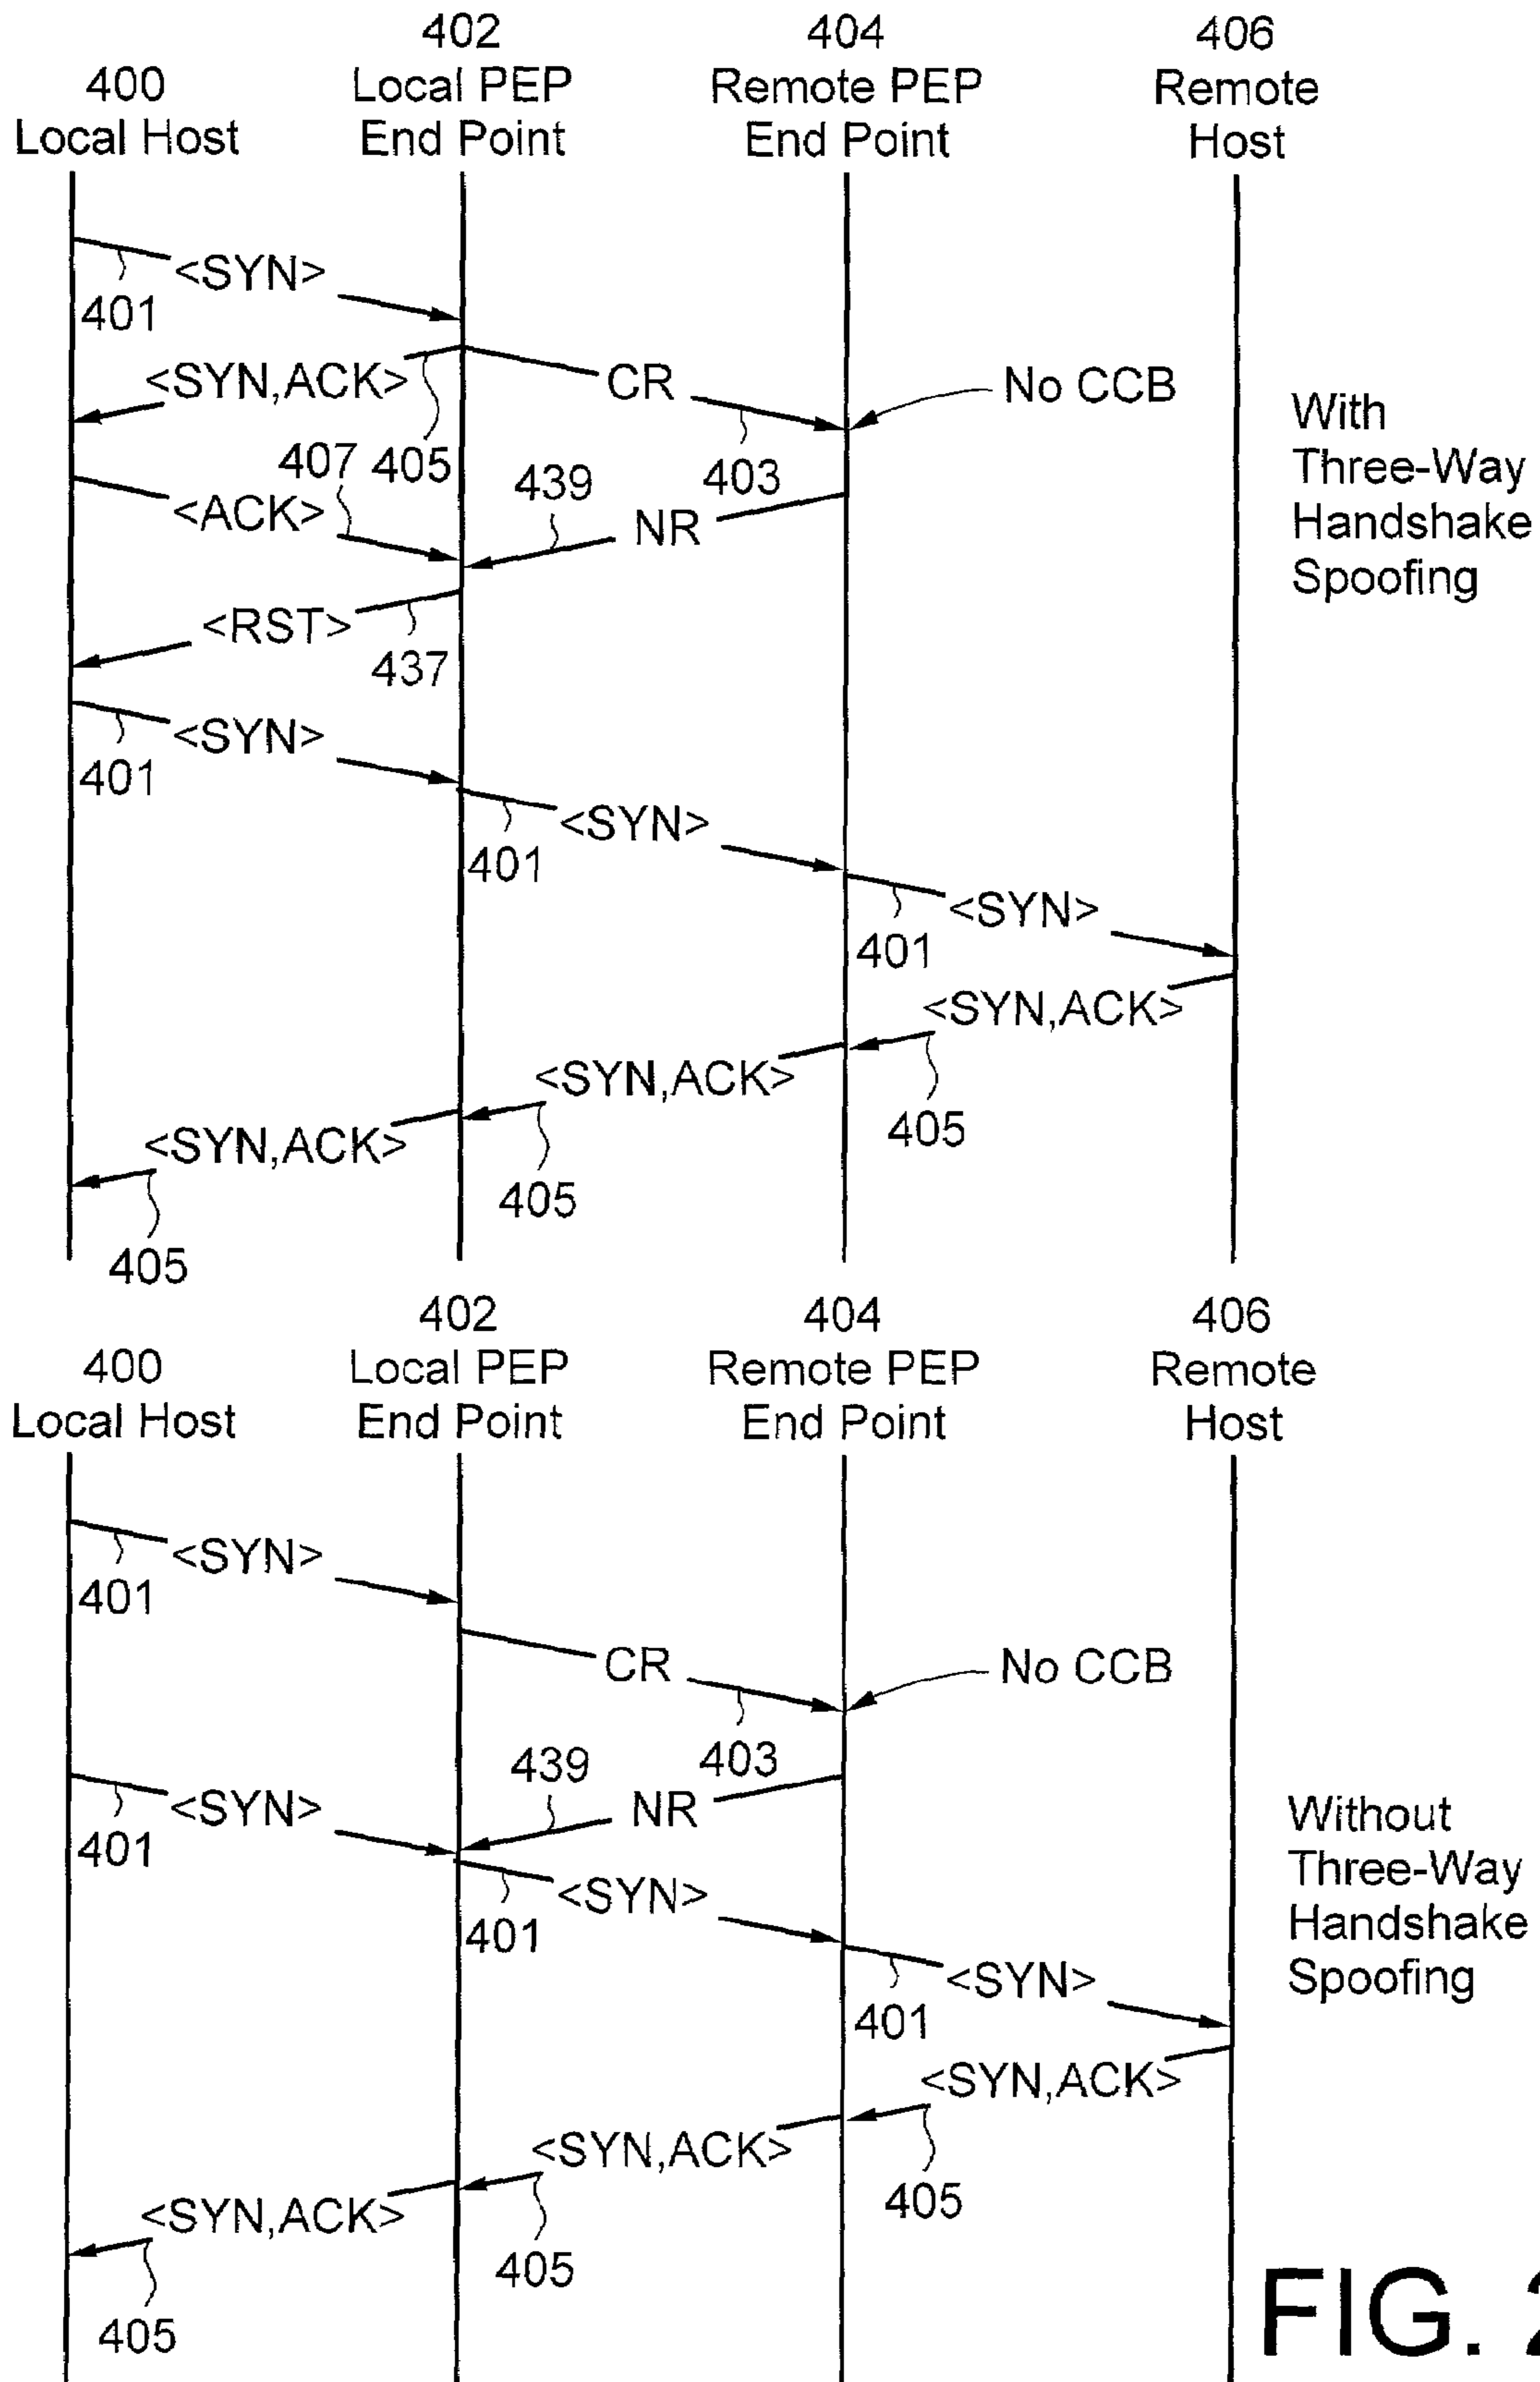 402
404
406
400
Local PEP
Remote PEP
Remote
Local Host
End Point
End Point
Host
<SYN>
401
<SYN,ACK>
CR
No CCB
With
Three-Way
Handshake
Spoofing
407
405
439
403
<ACK>
NR
<RST>
437
<SYN>
401
<SYN>
401
<SYN>
401
<SYN,ACK>
<SYN,ACK>
405
<SYN,ACK>
405
405
402
404
406
400
Local PEP
Remote PEP
Remote
Local Host
End Point
End Point
Host
<SYN>
401
CR
No CCB
439
403
<SYN>
NR
401
Without
Three-Way
Handshake
Spoofing
<SYN>
401
<SYN>
401
<SYN,ACK>
<SYN,ACK>
405
<SYN,ACK>
405
405
FIG. 2